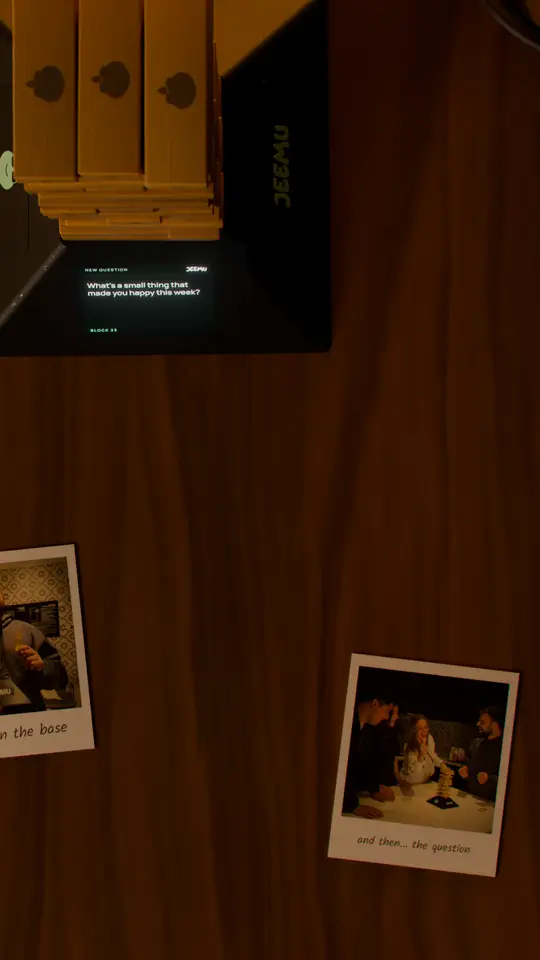 JEEMU
NEW QUESTION
JEEMU
What's a small thing that
made you happy this week?
BLOCK 23
n the base
and then... the question